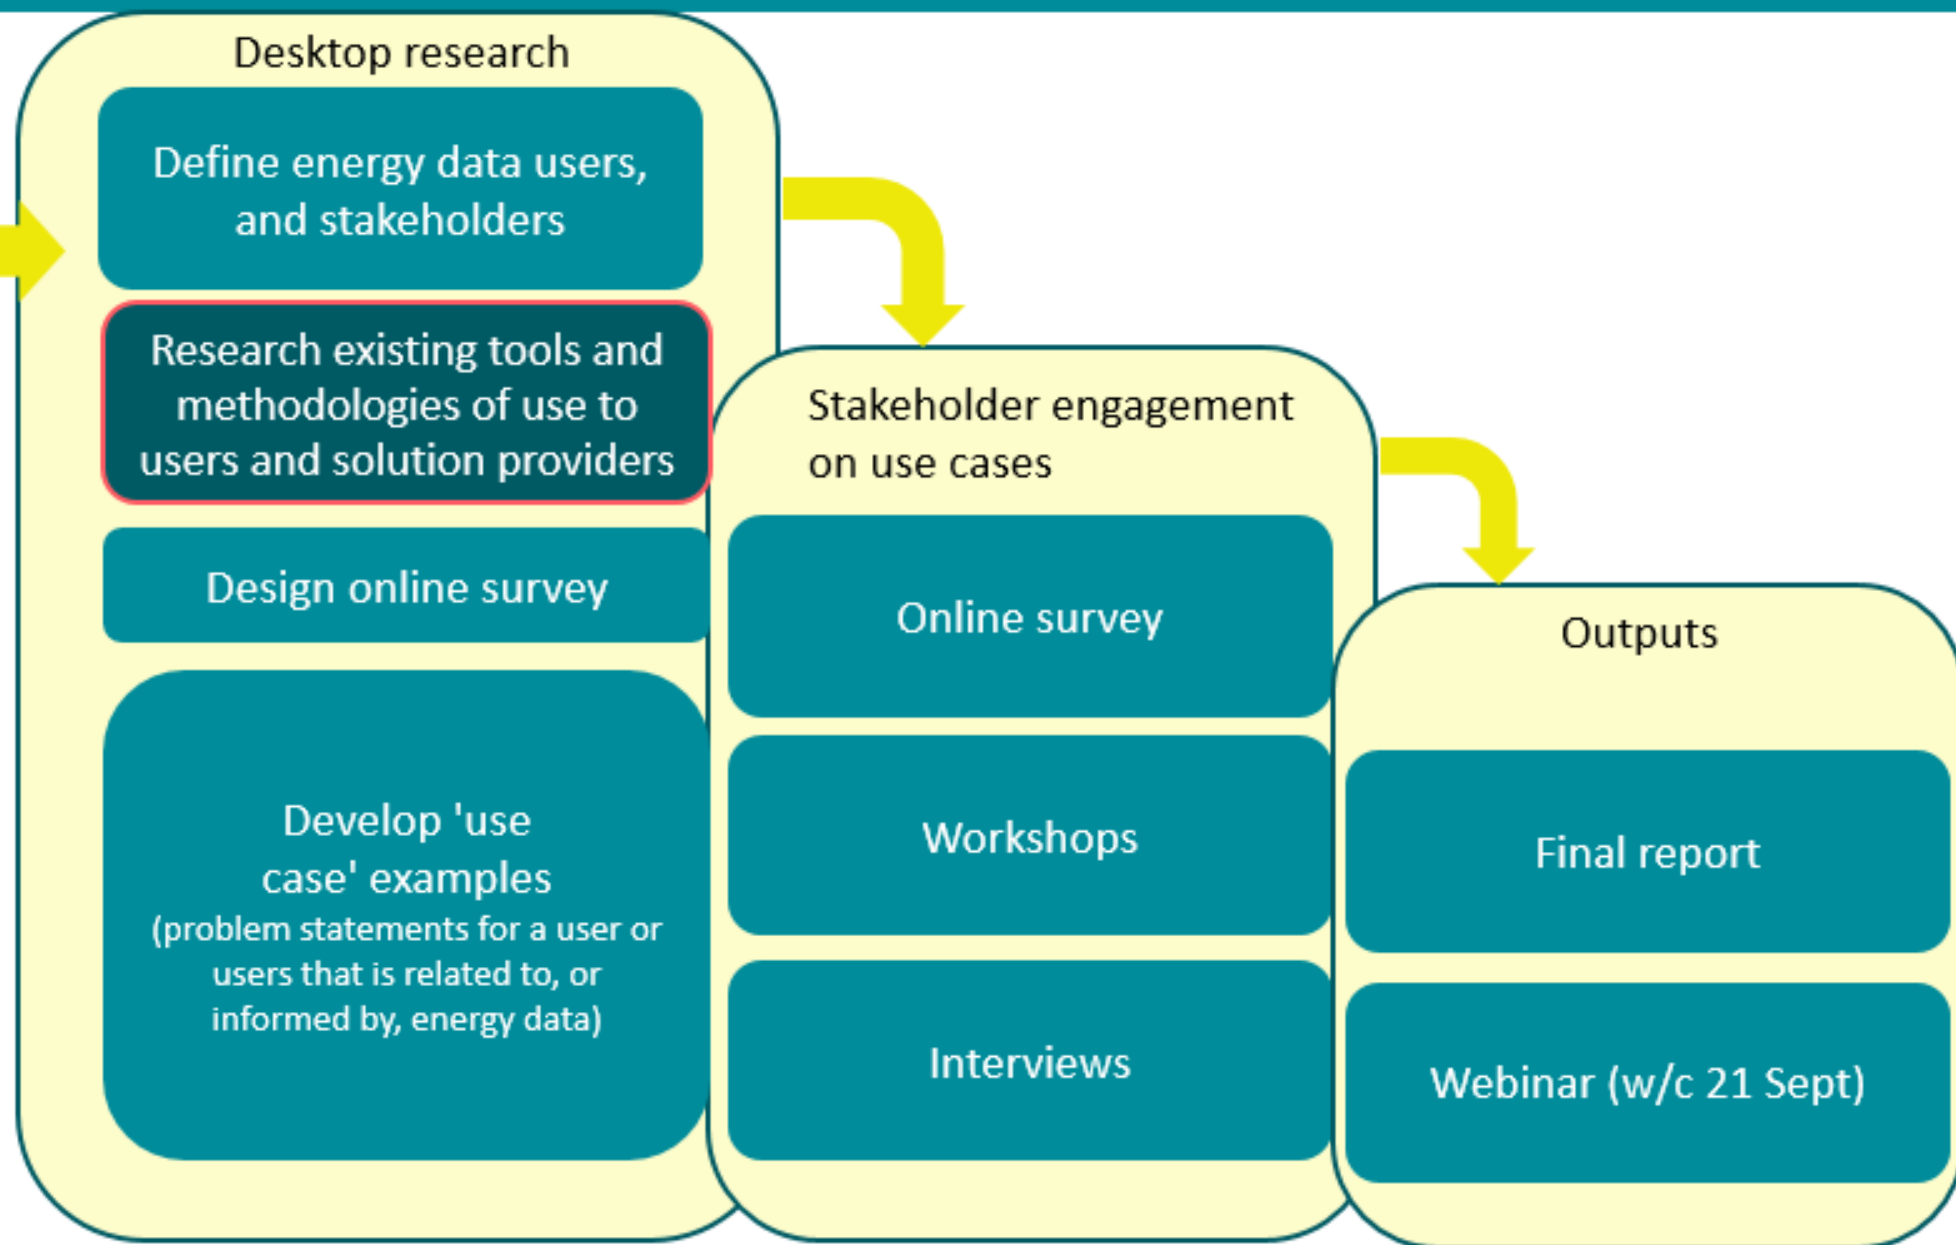 Desktop research
Define energy data users,
and stakeholders
Research existing tools and
methodologies of use to
users and solution providers
Design online survey
Develop 'use
case' examples
(problem statements for a user or
users that is related to, or
informed by, energy data)
Stakeholder engagement
on use cases
Online survey
Workshops
Interviews
Outputs
Final report
Webinar (w/c 21 Sept)